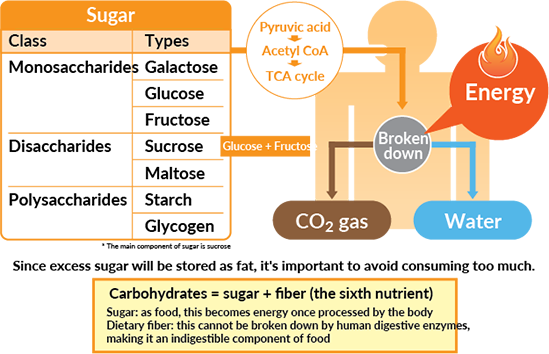 Sugar
Class Types
Monosaccharides Galactose
Glucose
Fructose
Disaccharides Sucrose
Maltose
Polysaccharides Starch
Glycogen
* The main component of sugar is sucrose
Glucose + Fructose
Pyruvic acid
Acetyl CoA
TCA cycle
Energy
Broken
down
CO₂ gas
Water
Since excess sugar will be stored as fat, it's important to avoid consuming too much.
Carbohydrates = sugar + fiber (the sixth nutrient)
Sugar: as food, this becomes energy once processed by the body
Dietary fiber: this cannot be broken down by human digestive enzymes,
making it an indigestible component of food